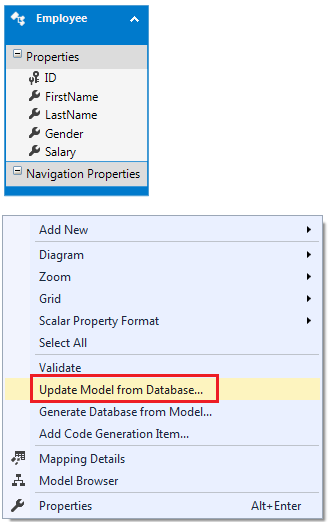 Employee
Properties
ID
FirstName
LastName
Gender
Salary
Navigation Properties
Add New
Diagram
Zoom
Grid
Scalar Property Format
Select All
Validate
Update Model from Database...
Generate Database from Model...
Add Code Generation Item...
Mapping Details
Model Browser
Properties Alt+Enter